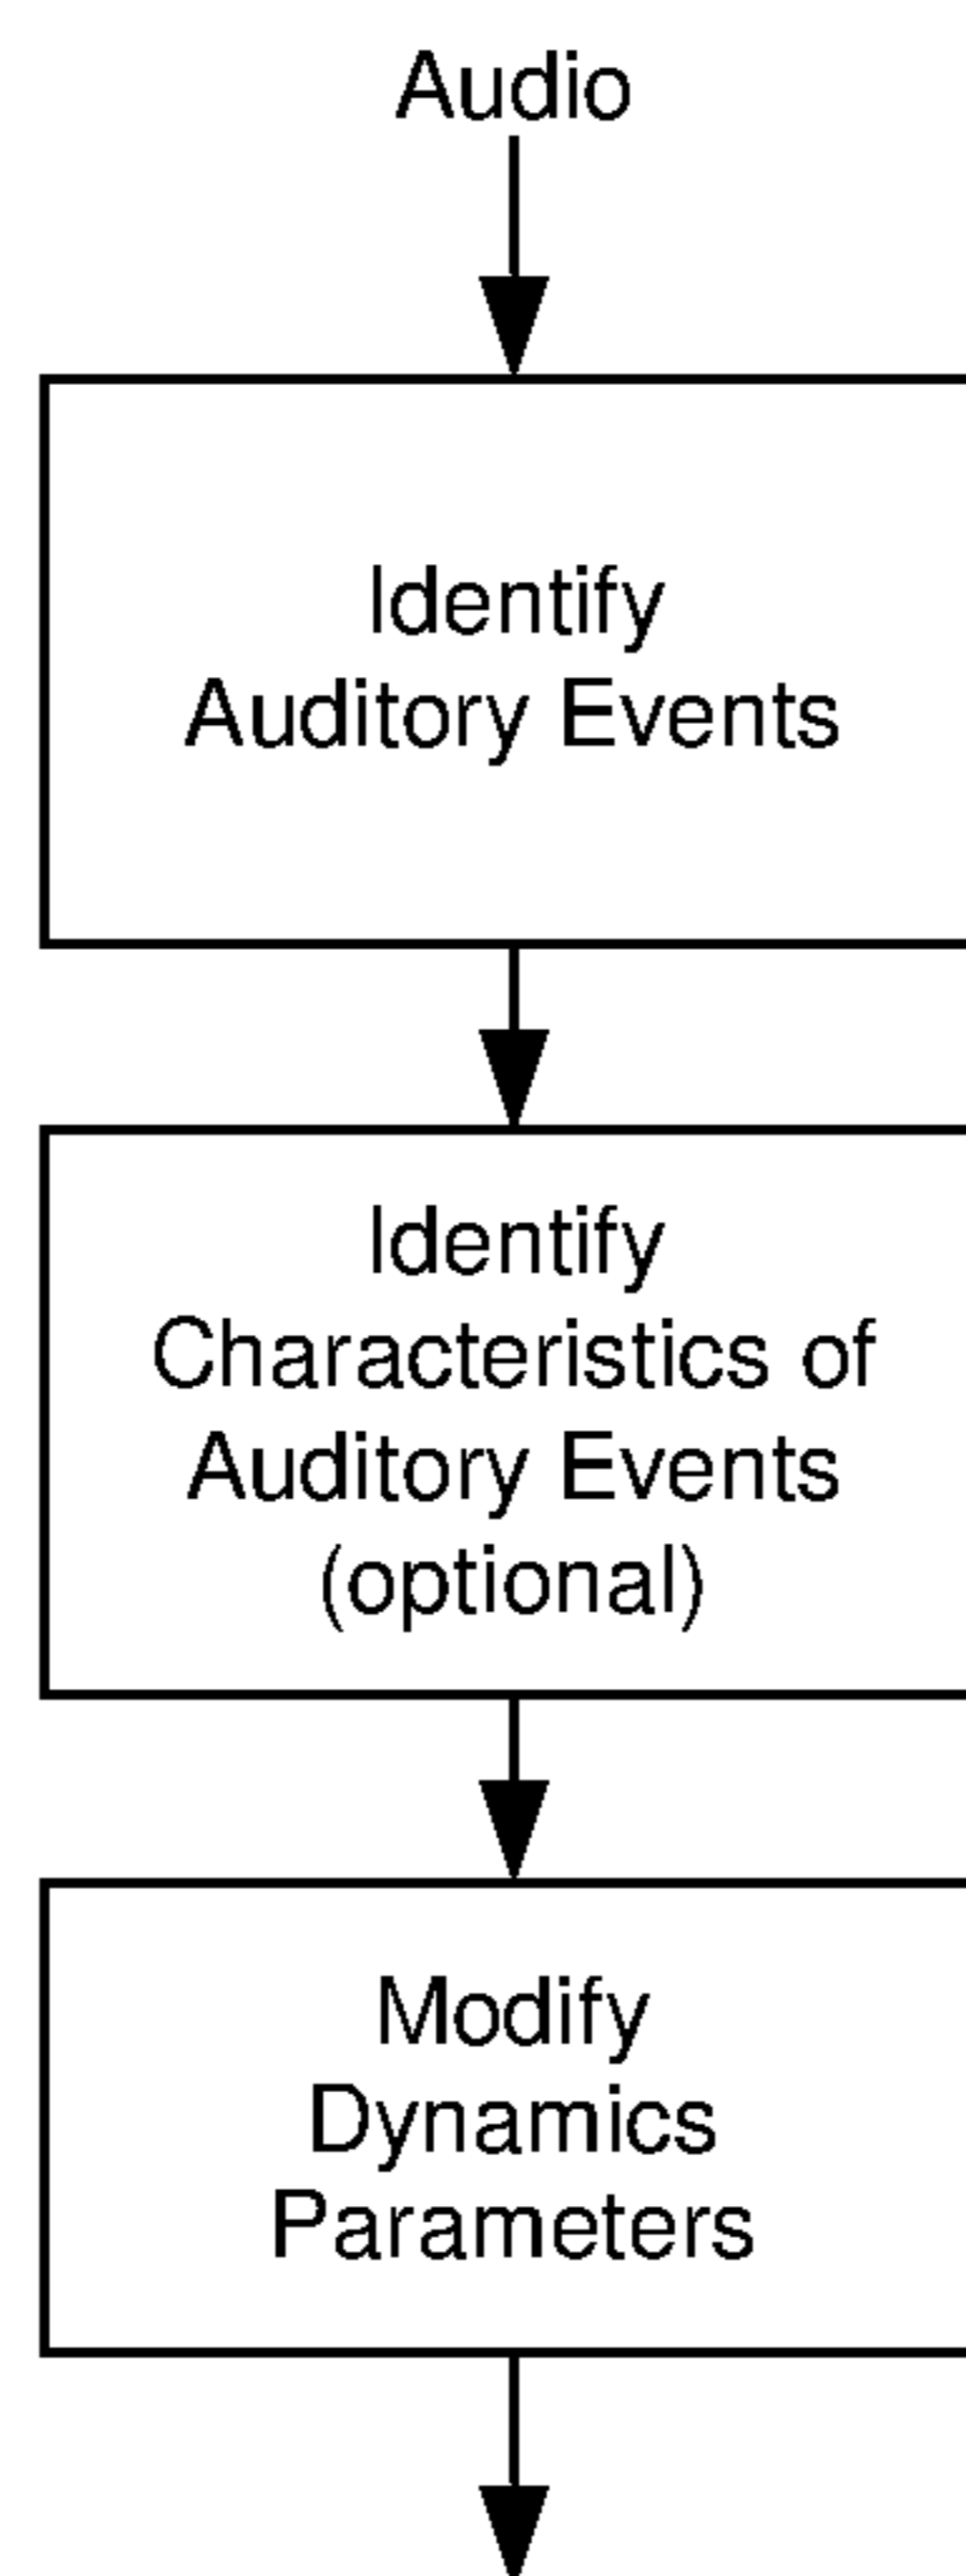 Audio
Identify
Auditory Events
Identify
Characteristics of
Auditory Events
(optional)
Modify
Dynamics
Parameters